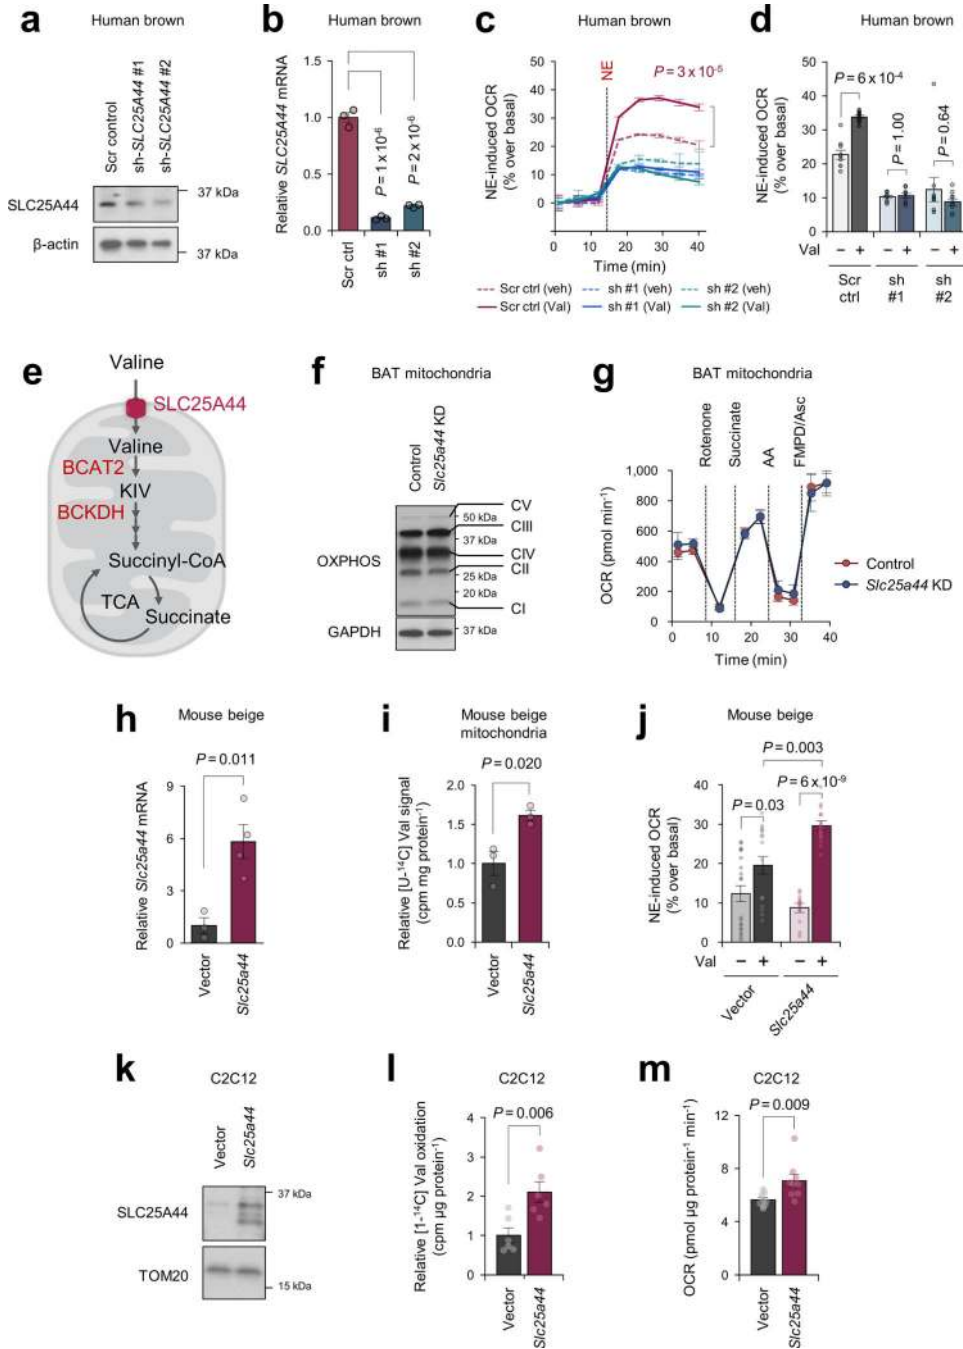 a
Human brown
Scr control
sh-SLC25A44 #1
sh-SLC25A44 #2
SLC25A44
37 kDa
β-actin
37 kDa
b
Human brown
Relative SLC25A44 mRNA
1.5
1.0
0.5
0.0
P = 1 x 10⁻⁶
P = 2 x 10⁻⁶
Scr ctrl
sh #1
sh #2
c
Human brown
NE-induced OCR
(% over basal)
50
40
30
20
10
0
-10
NE
P = 3 x 10⁻⁵
0 10 20 30 40
Time (min)
Scr ctrl (veh)
sh #1 (veh)
sh #2 (veh)
Scr ctrl (Val)
sh #1 (Val)
sh #2 (Val)
d
Human brown
NE-induced OCR
(% over basal)
50
40
30
20
10
0
P = 6 x 10⁻⁴
P = 1.00
P = 0.64
Val − + − + − +
Scr ctrl
sh #1
sh #2
e
Valine
SLC25A44
Valine
BCAT2
KIV
BCKDH
Succinyl-CoA
TCA
Succinate
f
BAT mitochondria
Control
Slc25a44 KD
OXPHOS
CV
50 kDa
CIII
37 kDa
CIV
CII
25 kDa
20 kDa
CI
GAPDH
37 kDa
g
BAT mitochondria
Rotenone
Succinate
AA
FMPD/Asc
OCR (pmol min⁻¹)
1,000
800
600
400
200
0
0 10 20 30 40
Time (min)
Control
Slc25a44 KD
h
Mouse beige
P = 0.011
Relative Slc25a44 mRNA
9
6
3
0
Vector
Slc25a44
i
Mouse beige
mitochondria
P = 0.020
Relative [U-¹⁴C] Val signal
(cpm mg protein⁻¹)
2.0
1.5
1.0
0.5
0.0
Vector
Slc25a44
j
Mouse beige
P = 0.003
P = 6 x 10⁻⁹
P = 0.03
NE-induced OCR
(% over basal)
40
30
20
10
0
Val − + − +
Vector
Slc25a44
k
C2C12
Vector
Slc25a44
SLC25A44
37 kDa
TOM20
15 kDa
l
C2C12
P = 0.006
Relative [1-¹⁴C] Val oxidation
(cpm µg protein⁻¹)
4
3
2
1
0
Vector
Slc25a44
m
C2C12
P = 0.009
OCR (pmol µg protein⁻¹ min⁻¹)
12
9
6
3
0
Vector
Slc25a44